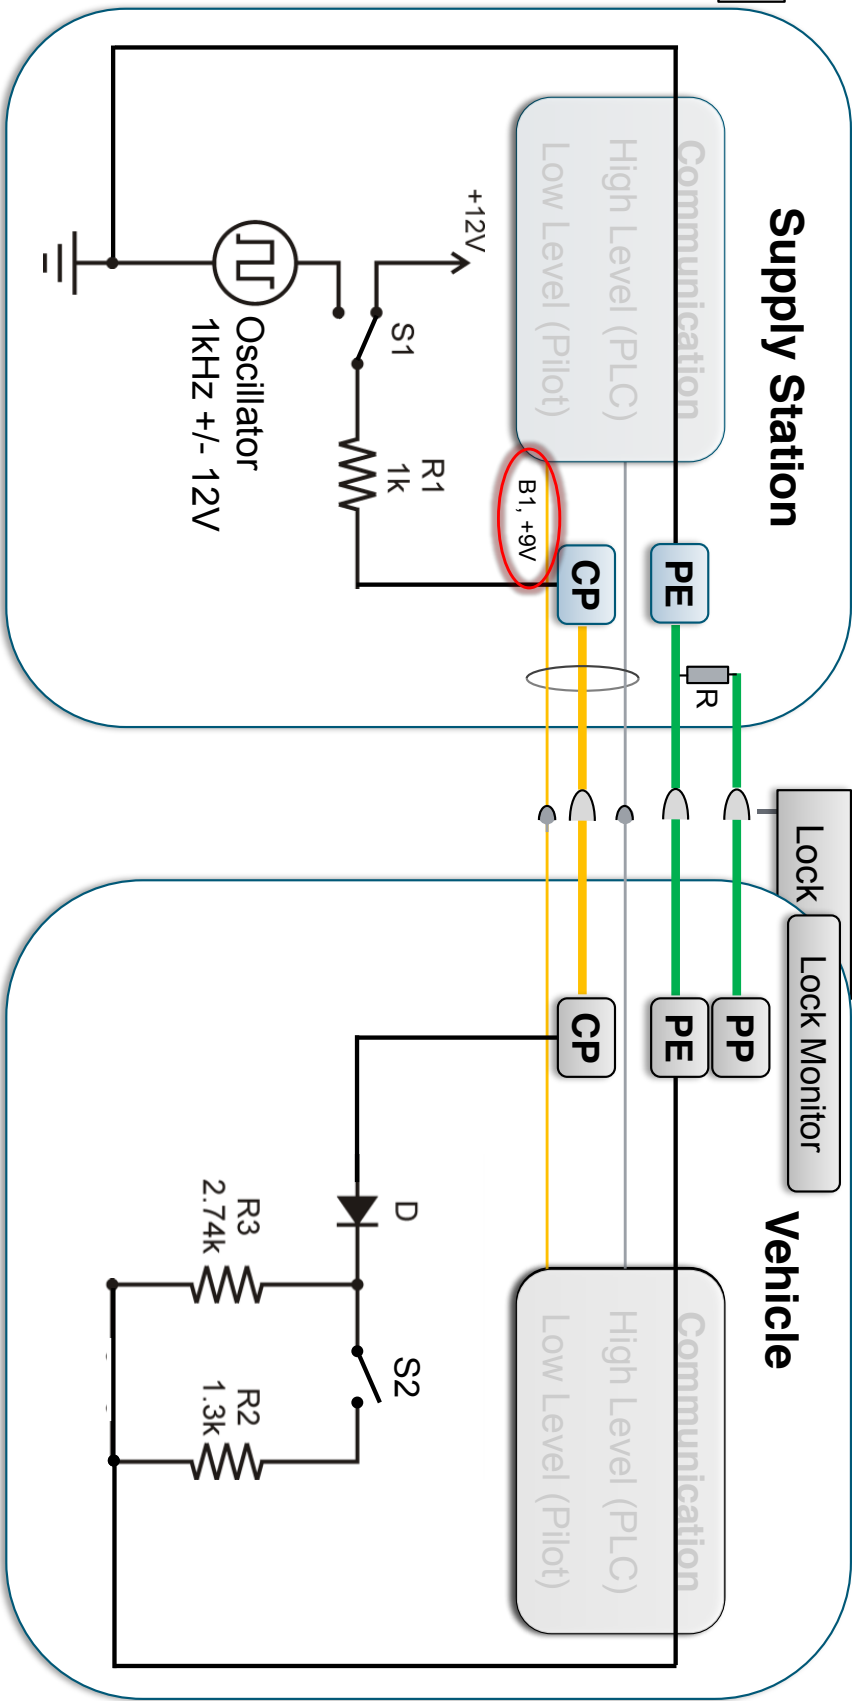 Supply Station
Communication
High Level (PLC)
Low Level (Pilot)
+12V
S1
R1
1k
Oscillator
1kHz +/- 12V
B1, +9V
CP
PE
R
Lock
Lock Monitor
CP
PE
PP
Vehicle
D
S2
R3
2.74k
R2
1.3k
Communication
High Level (PLC)
Low Level (Pilot)